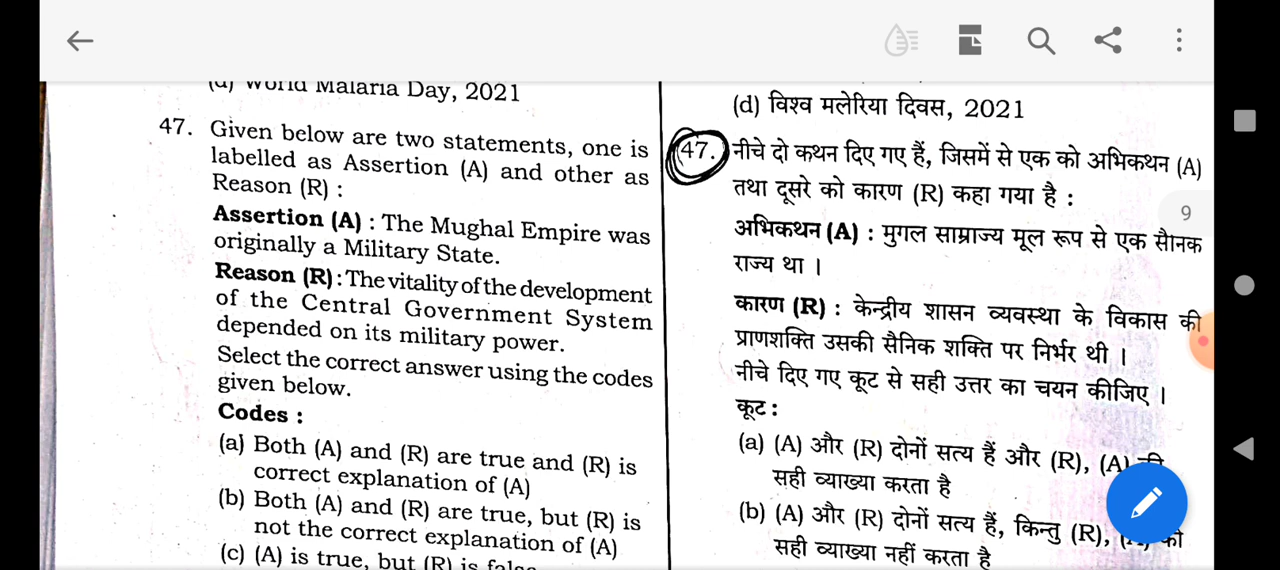 (d) World Malaria Day, 2021
47. Given below are two statements, one is
labelled as Assertion (A) and other as
Reason (R) :
Assertion (A) : The Mughal Empire was
originally a Military State.
Reason (R) : The vitality of the development
of the Central Government System
depended on its military power.
Select the correct answer using the codes
given below.
Codes :
(a) Both (A) and (R) are true and (R) is
correct explanation of (A)
(b) Both (A) and (R) are true, but (R) is
not the correct explanation of (A)
(c) (A) is true, but (R) is false
(d) विश्व मलेरिया दिवस, 2021
47. नीचे दो कथन दिए गए हैं, जिसमें से एक को अभिकथन (A)
तथा दूसरे को कारण (R) कहा गया है :
अभिकथन (A) : मुगल साम्राज्य मूल रूप से एक सैनिक
राज्य था ।
कारण (R) : केन्द्रीय शासन व्यवस्था के विकास की
प्राणशक्ति उसकी सैनिक शक्ति पर निर्भर थी ।
नीचे दिए गए कूट से सही उत्तर का चयन कीजिए ।
कूट :
(a) (A) और (R) दोनों सत्य हैं और (R), (A) की
सही व्याख्या करता है
(b) (A) और (R) दोनों सत्य हैं, किन्तु (R), (A) को
सही व्याख्या नहीं करता है
9